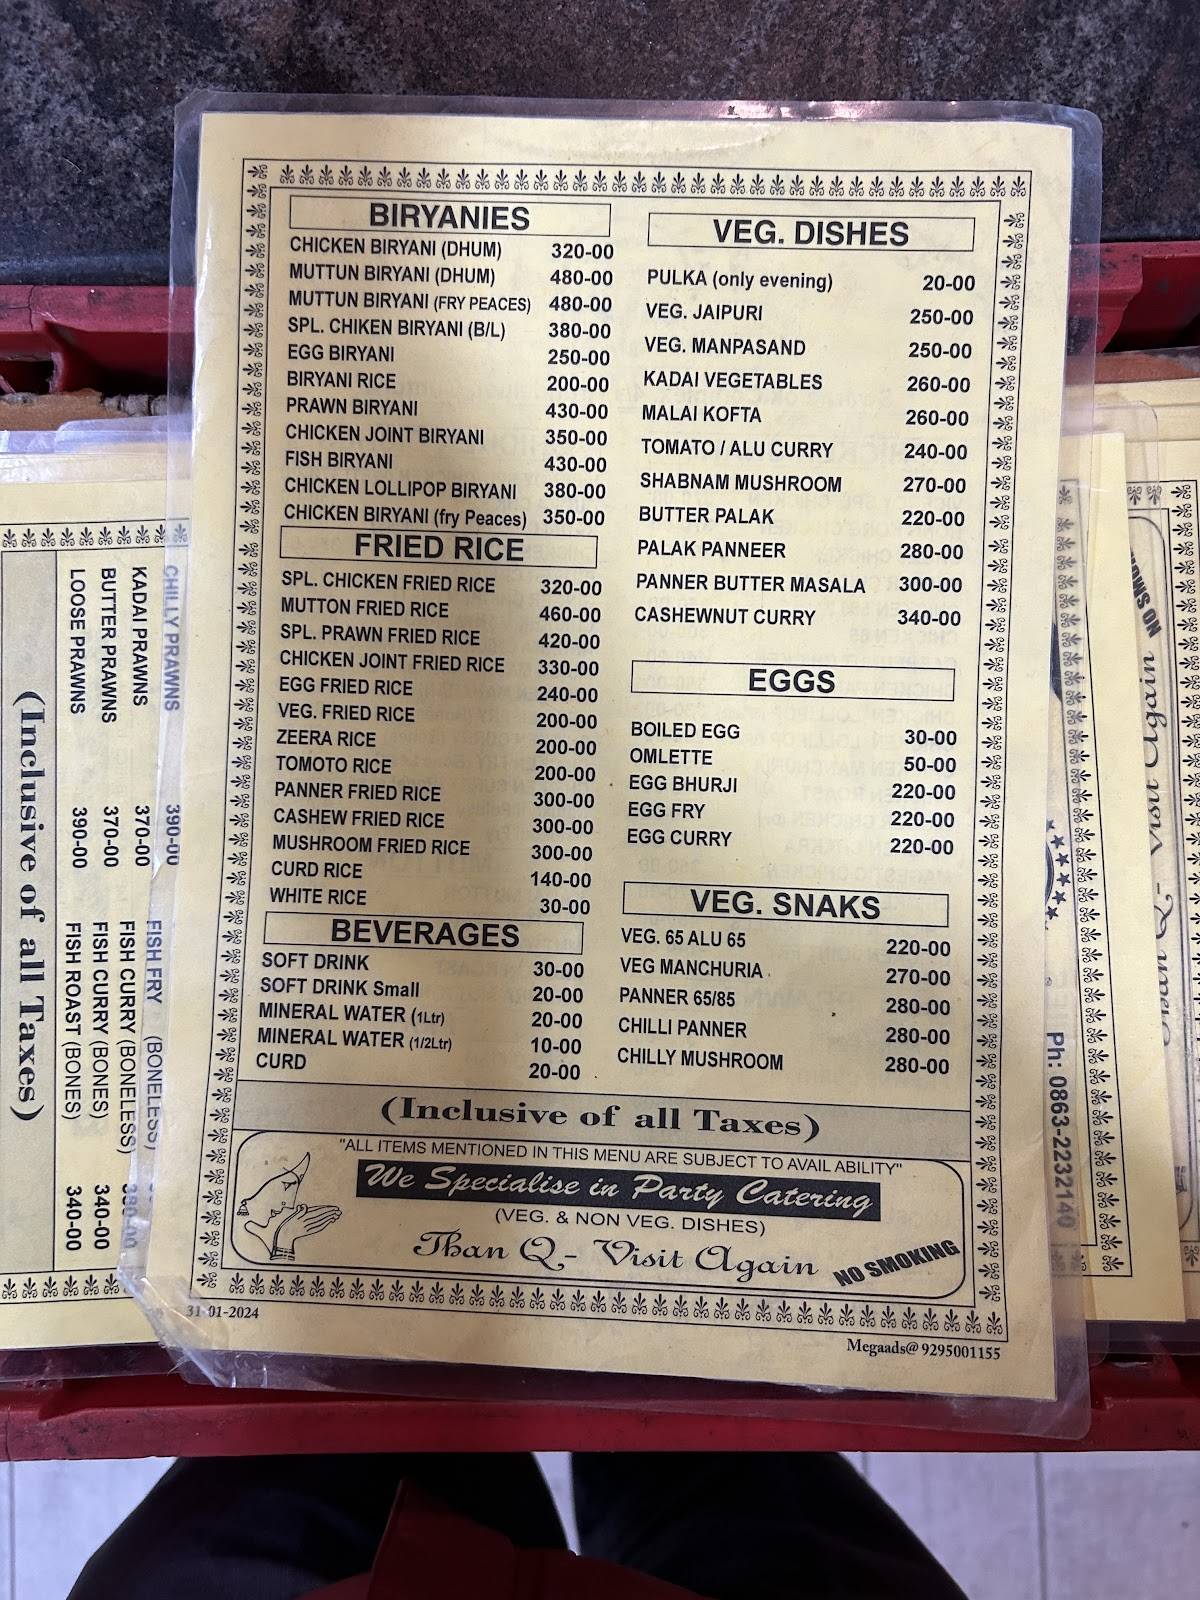 BIRYANIES
CHICKEN BIRYANI (DHUM) 320-00
MUTTUN BIRYANI (DHUM) 480-00
MUTTUN BIRYANI (FRY PEACES) 480-00
SPL. CHIKEN BIRYANI (B/L) 380-00
EGG BIRYANI 250-00
BIRYANI RICE 200-00
PRAWN BIRYANI 430-00
CHICKEN JOINT BIRYANI 350-00
FISH BIRYANI 430-00
CHICKEN LOLLIPOP BIRYANI 380-00
CHICKEN BIRYANI (fry Peaces) 350-00
FRIED RICE
SPL. CHICKEN FRIED RICE 320-00
MUTTON FRIED RICE 460-00
SPL. PRAWN FRIED RICE 420-00
CHICKEN JOINT FRIED RICE 330-00
EGG FRIED RICE 240-00
VEG. FRIED RICE 200-00
ZEERA RICE 200-00
TOMOTO RICE 200-00
PANNER FRIED RICE 300-00
CASHEW FRIED RICE 300-00
MUSHROOM FRIED RICE 300-00
CURD RICE 140-00
WHITE RICE 30-00
BEVERAGES
SOFT DRINK 30-00
SOFT DRINK Small 20-00
MINERAL WATER (1Ltr) 20-00
MINERAL WATER (1/2Ltr) 10-00
CURD 20-00
VEG. DISHES
PULKA (only evening) 20-00
VEG. JAIPURI 250-00
VEG. MANPASAND 250-00
KADAI VEGETABLES 260-00
MALAI KOFTA 260-00
TOMATO / ALU CURRY 240-00
SHABNAM MUSHROOM 270-00
BUTTER PALAK 220-00
PALAK PANNEER 280-00
PANNER BUTTER MASALA 300-00
CASHEWNUT CURRY 340-00
EGGS
BOILED EGG 30-00
OMLETTE 50-00
EGG BHURJI 220-00
EGG FRY 220-00
EGG CURRY 220-00
VEG. SNAKS
VEG. 65 ALU 65 220-00
VEG MANCHURIA 270-00
PANNER 65/85 280-00
CHILLI PANNER 280-00
CHILLY MUSHROOM 280-00
(Inclusive of all Taxes)
"ALL ITEMS MENTIONED IN THIS MENU ARE SUBJECT TO AVAIL ABILITY"
We Specialise in Party Catering
(VEG. & NON VEG. DISHES)
Than Q,- Visit Again
NO SMOKING
31-01-2024
Megaads@ 9295001155
CHILLY PRAWNS 390-00
KADAI PRAWNS 370-00
BUTTER PRAWNS 370-00
LOOSE PRAWNS 390-00
FISH FRY (BONELESS)
FISH CURRY (BONELESS) 380-00
FISH CURRY (BONES) 340-00
FISH ROAST (BONES) 340-00
(Inclusive of all Taxes)
Ph: 0863-2232140
Visit Again